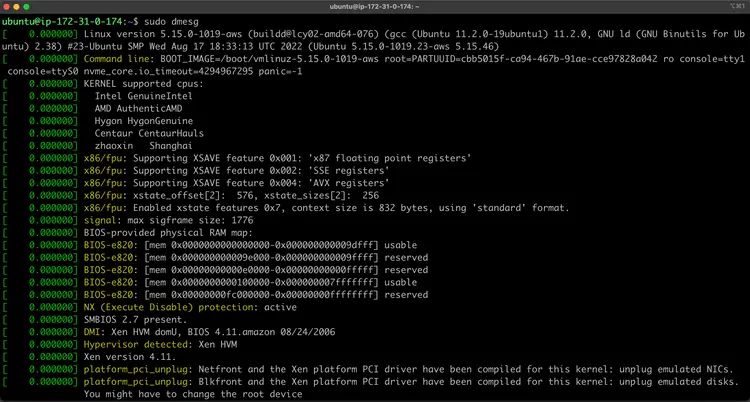 ubuntu@ip-172-31-0-174: ~
⌥⌘1
ubuntu@ip-172-31-0-174:~$ sudo dmesg
[    0.000000] Linux version 5.15.0-1019-aws (buildd@lcy02-amd64-076) (gcc (Ubuntu 11.2.0-19ubuntu1) 11.2.0, GNU ld (GNU Binutils for Ub
untu) 2.38) #23-Ubuntu SMP Wed Aug 17 18:33:13 UTC 2022 (Ubuntu 5.15.0-1019.23-aws 5.15.46)
[    0.000000] Command line: BOOT_IMAGE=/boot/vmlinuz-5.15.0-1019-aws root=PARTUUID=cbb5015f-ca94-467b-91ae-cce97828a042 ro console=tty1
 console=ttyS0 nvme_core.io_timeout=4294967295 panic=-1
[    0.000000] KERNEL supported cpus:
[    0.000000]   Intel GenuineIntel
[    0.000000]   AMD AuthenticAMD
[    0.000000]   Hygon HygonGenuine
[    0.000000]   Centaur CentaurHauls
[    0.000000]   zhaoxin   Shanghai
[    0.000000] x86/fpu: Supporting XSAVE feature 0x001: 'x87 floating point registers'
[    0.000000] x86/fpu: Supporting XSAVE feature 0x002: 'SSE registers'
[    0.000000] x86/fpu: Supporting XSAVE feature 0x004: 'AVX registers'
[    0.000000] x86/fpu: xstate_offset[2]:  576, xstate_sizes[2]:  256
[    0.000000] x86/fpu: Enabled xstate features 0x7, context size is 832 bytes, using 'standard' format.
[    0.000000] signal: max sigframe size: 1776
[    0.000000] BIOS-provided physical RAM map:
[    0.000000] BIOS-e820: [mem 0x0000000000000000-0x000000000009dfff] usable
[    0.000000] BIOS-e820: [mem 0x000000000009e000-0x000000000009ffff] reserved
[    0.000000] BIOS-e820: [mem 0x00000000000e0000-0x00000000000fffff] reserved
[    0.000000] BIOS-e820: [mem 0x0000000000100000-0x000000007fffffff] usable
[    0.000000] BIOS-e820: [mem 0x00000000fc000000-0x00000000ffffffff] reserved
[    0.000000] NX (Execute Disable) protection: active
[    0.000000] SMBIOS 2.7 present.
[    0.000000] DMI: Xen HVM domU, BIOS 4.11.amazon 08/24/2006
[    0.000000] Hypervisor detected: Xen HVM
[    0.000000] Xen version 4.11.
[    0.000000] platform_pci_unplug: Netfront and the Xen platform PCI driver have been compiled for this kernel: unplug emulated NICs.
[    0.000000] platform_pci_unplug: Blkfront and the Xen platform PCI driver have been compiled for this kernel: unplug emulated disks.
               You might have to change the root device